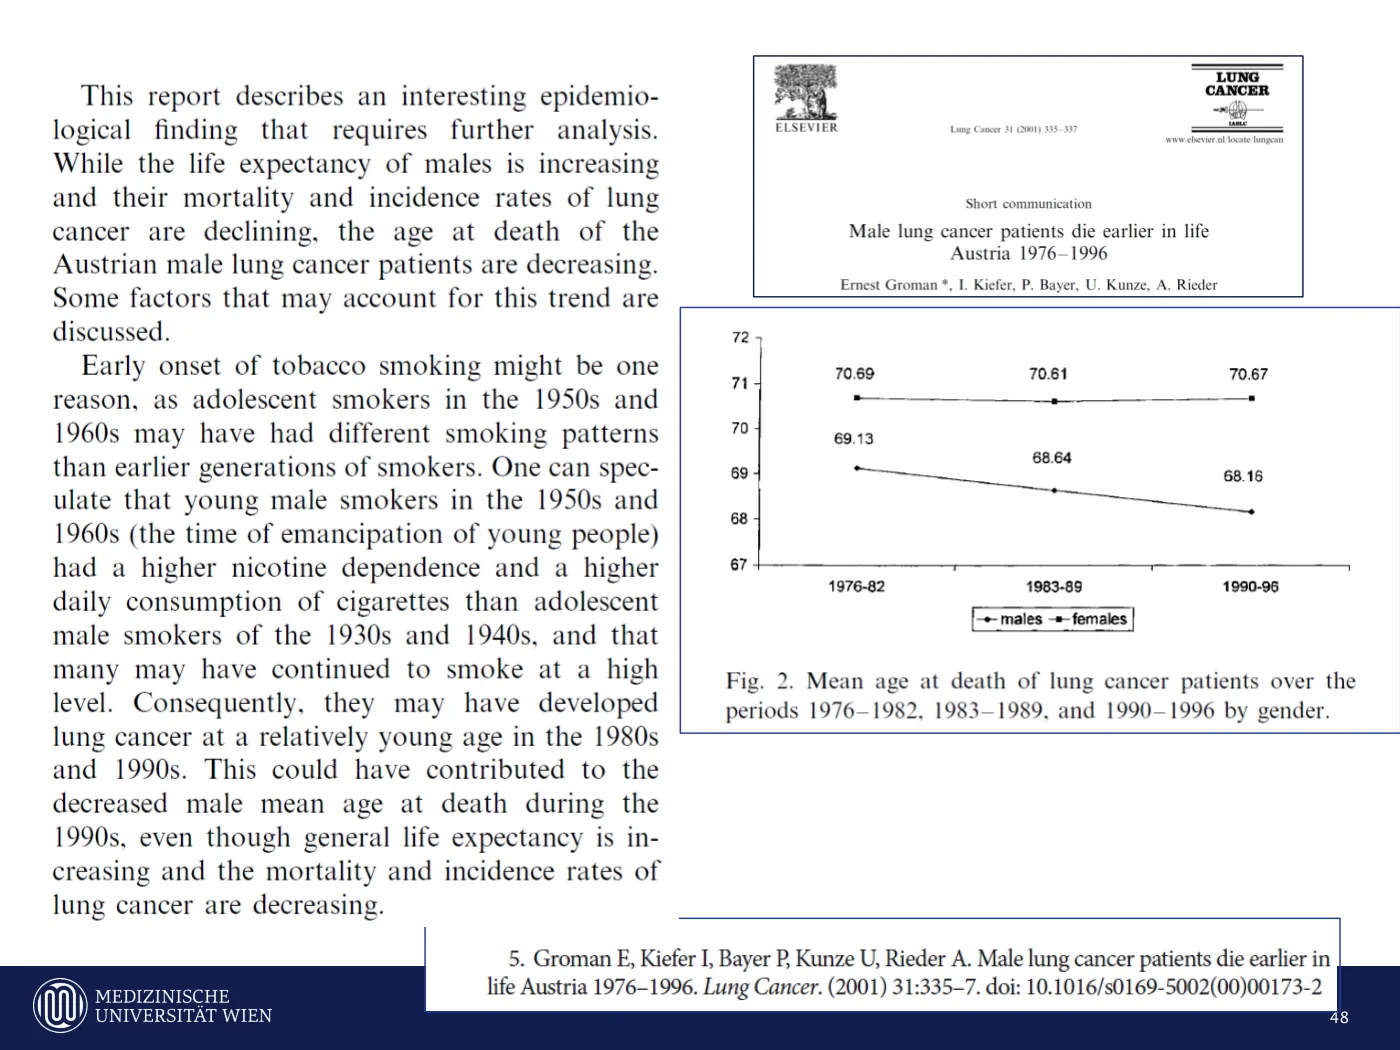 This report describes an interesting epidemio-
logical finding that requires further analysis.
While the life expectancy of males is increasing
and their mortality and incidence rates of lung
cancer are declining, the age at death of the
Austrian male lung cancer patients are decreasing.
Some factors that may account for this trend are
discussed.
Early onset of tobacco smoking might be one
reason, as adolescent smokers in the 1950s and
1960s may have had different smoking patterns
than earlier generations of smokers. One can spec-
ulate that young male smokers in the 1950s and
1960s (the time of emancipation of young people)
had a higher nicotine dependence and a higher
daily consumption of cigarettes than adolescent
male smokers of the 1930s and 1940s, and that
many may have continued to smoke at a high
level. Consequently, they may have developed
lung cancer at a relatively young age in the 1980s
and 1990s. This could have contributed to the
decreased male mean age at death during the
1990s, even though general life expectancy is in-
creasing and the mortality and incidence rates of
lung cancer are decreasing.
ELSEVIER
Lung Cancer 31 (2001) 335–337
LUNG
CANCER
IASLC
www.elsevier.nl/locate/lungcan
Short communication
Male lung cancer patients die earlier in life
Austria 1976–1996
Ernest Groman *, I. Kiefer, P. Bayer, U. Kunze, A. Rieder
72
71
70
69
68
67
70.69
70.61
70.67
69.13
68.64
68.16
1976-82
1983-89
1990-96
males
females
Fig. 2. Mean age at death of lung cancer patients over the
periods 1976–1982, 1983–1989, and 1990–1996 by gender.
5. Groman E, Kiefer I, Bayer P, Kunze U, Rieder A. Male lung cancer patients die earlier in
life Austria 1976–1996. Lung Cancer. (2001) 31:335–7. doi: 10.1016/s0169-5002(00)00173-2
MEDIZINISCHE
UNIVERSITÄT WIEN
48